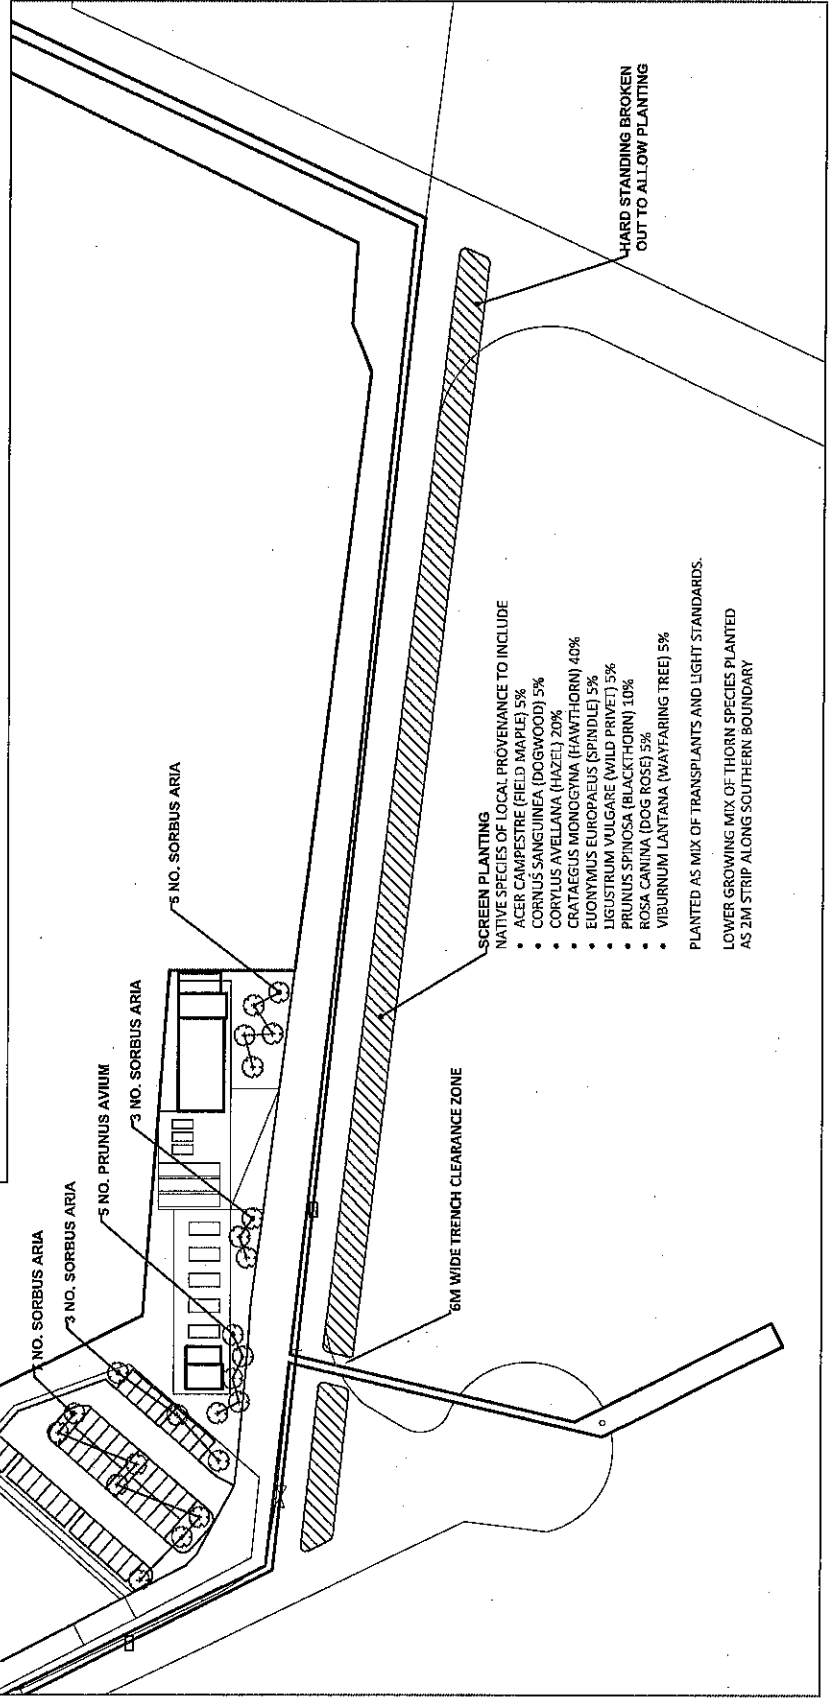 NO. SORBUS ARIA
3 NO. SORBUS ARIA
5 NO. PRUNUS AVIUM
3 NO. SORBUS ARIA
5 NO. SORBUS ARIA
6M WIDE TRENCH CLEARANCE ZONE
SCREEN PLANTING
NATIVE SPECIES OF LOCAL PROVENANCE TO INCLUDE
• ACER CAMPESTRE (FIELD MAPLE) 5%
• CORNUS SANGUINEA (DOGWOOD) 5%
• CORYLUS AVELLANA (HAZEL) 20%
• CRATAEGUS MONOGYNA (HAWTHORN) 40%
• EUONYMUS EUROPAEUS (SPINDLE) 5%
• LIGUSTRUM VULGARE (WILD PRIVET) 5%
• PRUNUS SPINOSA (BLACKTHORN) 10%
• ROSA CANINA (DOG ROSE) 5%
• VIBURNUM LANTANA (WAYFARING TREE) 5%
PLANTED AS MIX OF TRANSPLANTS AND LIGHT STANDARDS.
LOWER GROWING MIX OF THORN SPECIES PLANTED
AS 2M STRIP ALONG SOUTHERN BOUNDARY
HARD STANDING BROKEN
OUT TO ALLOW PLANTING